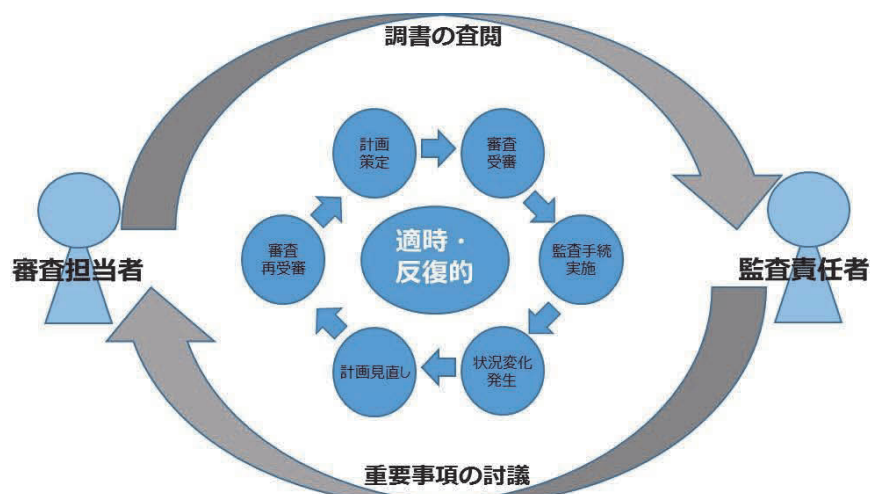 調書の査閲
計画
策定
審査
受審
審査
再受審
適時・
反復的
監査手続
実施
審査担当者
監査責任者
計画見直し
状況変化
発生
重要事項の討議